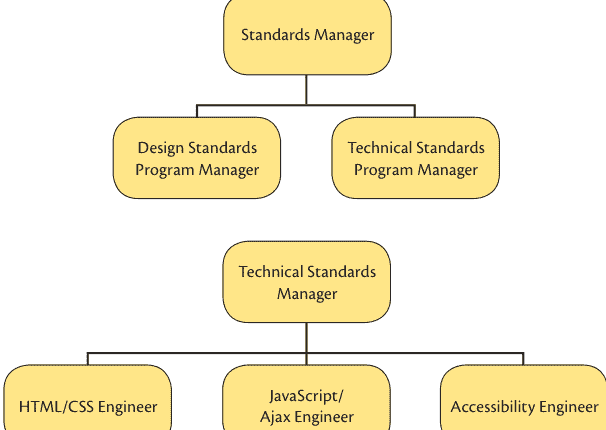 Standards Manager
Design Standards
Program Manager
Technical Standards
Program Manager
Technical Standards
Manager
HTML/CSS Engineer
JavaScript/
Ajax Engineer
Accessibility Engineer